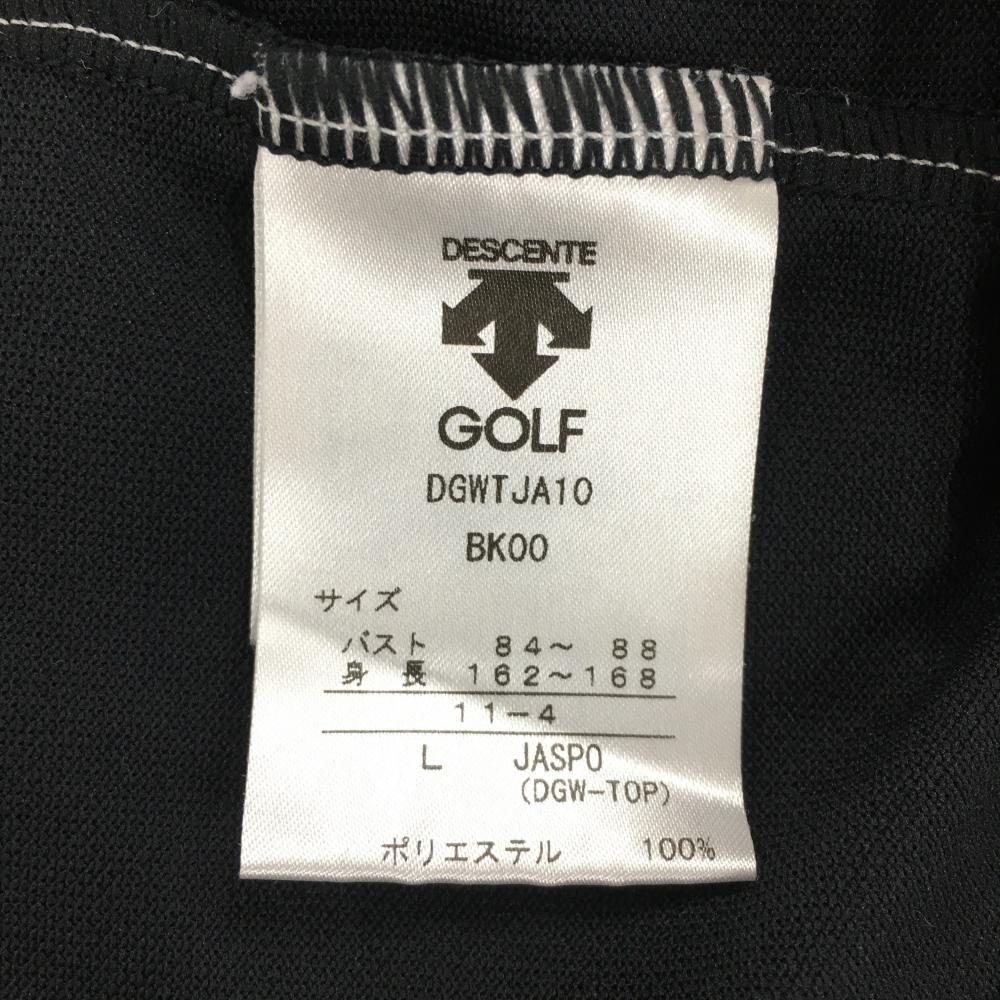 DESCENTE
GOLF
DGWTJA10
BK00
サイズ
バスト 84～ 88
身 長 162～168
11-4
L JASPO
(DGW-TOP)
ポリエステル 100%